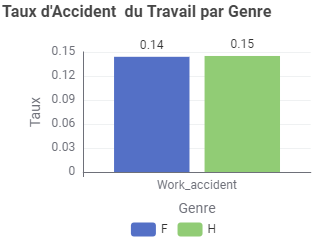 Taux d'Accident  du Travail par Genre
0.15
0.12
0.09
0.06
0.03
0
Taux
0.14
0.15
Work_accident
Genre
F
H